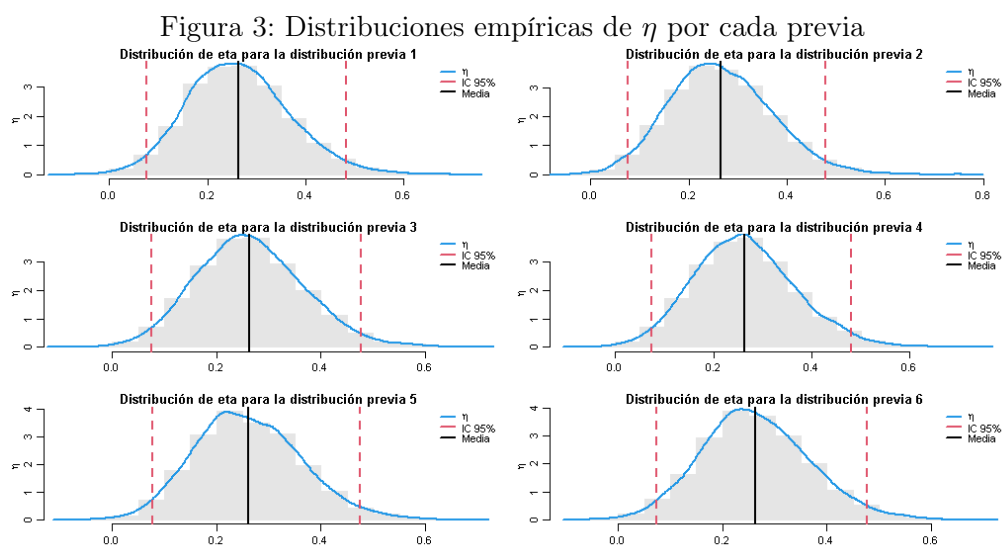 Figura 3: Distribuciones empíricas de η por cada previa
Distribución de eta para la distribución previa 1
η
IC 95%
Media
η
0 1 2 3
0.0 0.2 0.4 0.6
Distribución de eta para la distribución previa 2
η
IC 95%
Media
η
0 1 2 3
0.0 0.2 0.4 0.6 0.8
Distribución de eta para la distribución previa 3
η
IC 95%
Media
η
0 1 2 3
0.0 0.2 0.4 0.6
Distribución de eta para la distribución previa 4
η
IC 95%
Media
η
0 1 2 3
0.0 0.2 0.4 0.6
Distribución de eta para la distribución previa 5
η
IC 95%
Media
η
0 1 2 3 4
0.0 0.2 0.4 0.6
Distribución de eta para la distribución previa 6
η
IC 95%
Media
η
0 1 2 3 4
0.0 0.2 0.4 0.6